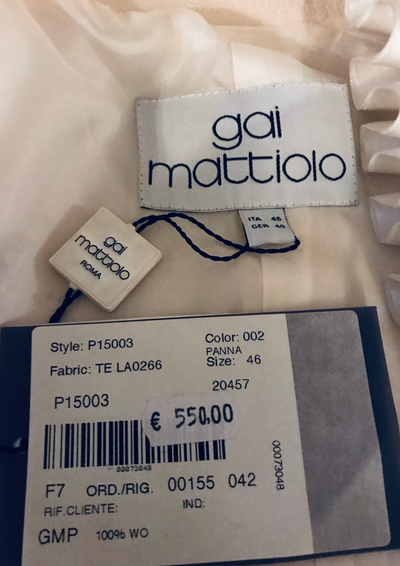 gai
mattiolo
ITA 46
GER 40
gai
mattiolo
ROMA
Style: P15003
Color: 002
PANNA
Fabric: TE LA0266
Size: 46
P15003
20457
€ 550,00
00073048
00073048
F7 ORD./RIG. 00155 042
RIF.CLIENTE: IND:
GMP 100% WO